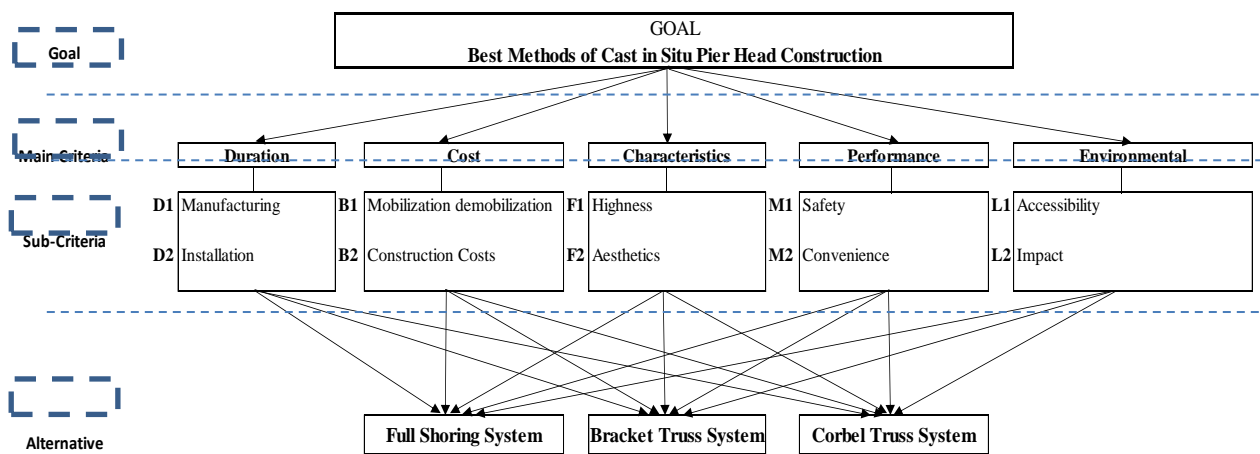 GOAL
Goal
Best Methods of Cast in Situ Pier Head Construction
Main Criteria
Duration
Cost
Characteristics
Performance
Environmental
D1 Manufacturing
B1 Mobilization demobilization
F1 Highness
M1 Safety
L1 Accessibility
Sub-Criteria
D2 Installation
B2 Construction Costs
F2 Aesthetics
M2 Convenience
L2 Impact
Alternative
Full Shoring System
Bracket Truss System
Corbel Truss System